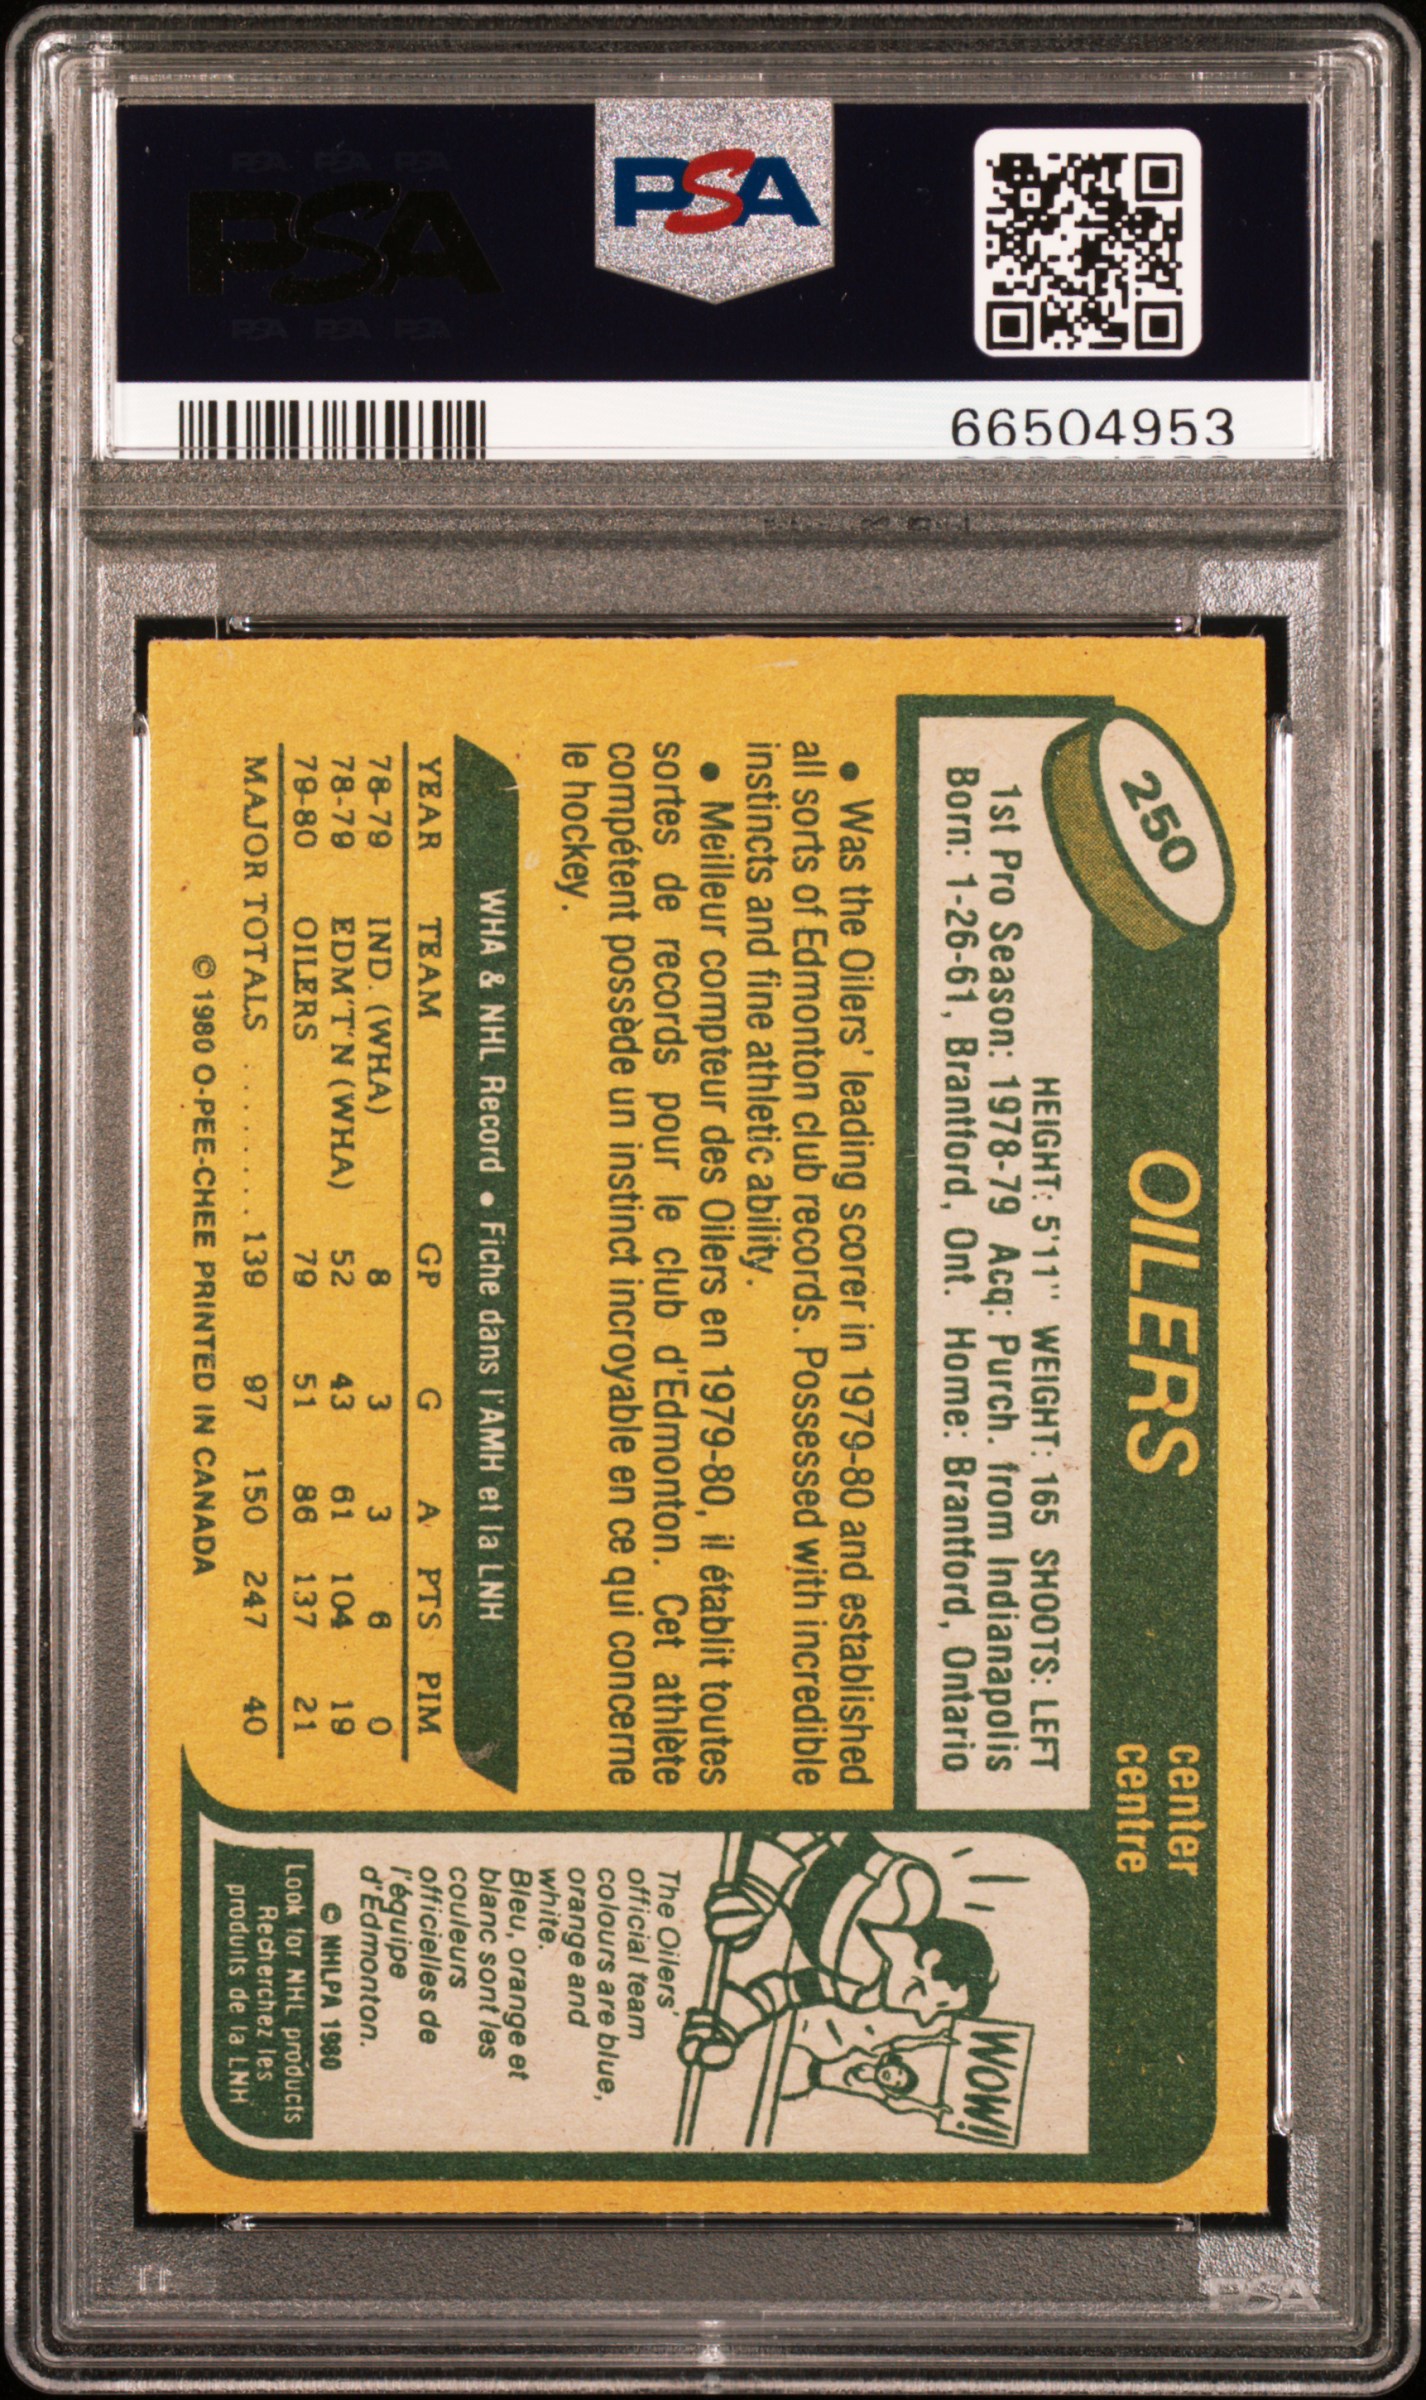 PSA
PSA PSA PSA
PSA
PSA PSA PSA
66504953
250
OILERS
center
centre
HEIGHT: 5'11" WEIGHT: 165 SHOOTS: LEFT
1st Pro Season: 1978-79 Acq: Purch. from Indianapolis
Born: 1-26-61, Brantford, Ont. Home: Brantford, Ontario
• Was the Oilers' leading scorer in 1979-80 and established
all sorts of Edmonton club records. Possessed with incredible
instincts and fine athletic ability.
• Meilleur compteur des Oilers en 1979-80, il établit toutes
sortes de records pour le club d'Edmonton. Cet athlète
compétent possède un instinct incroyable en ce qui concerne
le hockey.
WHA & NHL Record • Fiche dans l'AMH et la LNH
YEAR TEAM GP G A PTS PIM
78-79 IND. (WHA) 8 3 3 6 0
78-79 EDM'T'N (WHA) 52 43 61 104 19
79-80 OILERS 79 51 86 137 21
MAJOR TOTALS ........ 139 97 150 247 40
© 1980 O-PEE-CHEE PRINTED IN CANADA
WOW!
The Oilers'
official team
colours are blue,
orange and
white.
Bleu, orange et
blanc sont les
couleurs
officielles de
l'équipe
d'Edmonton.
© NHLPA 1980
Look for NHL products
Recherchez les
produits de la LNH
PSA